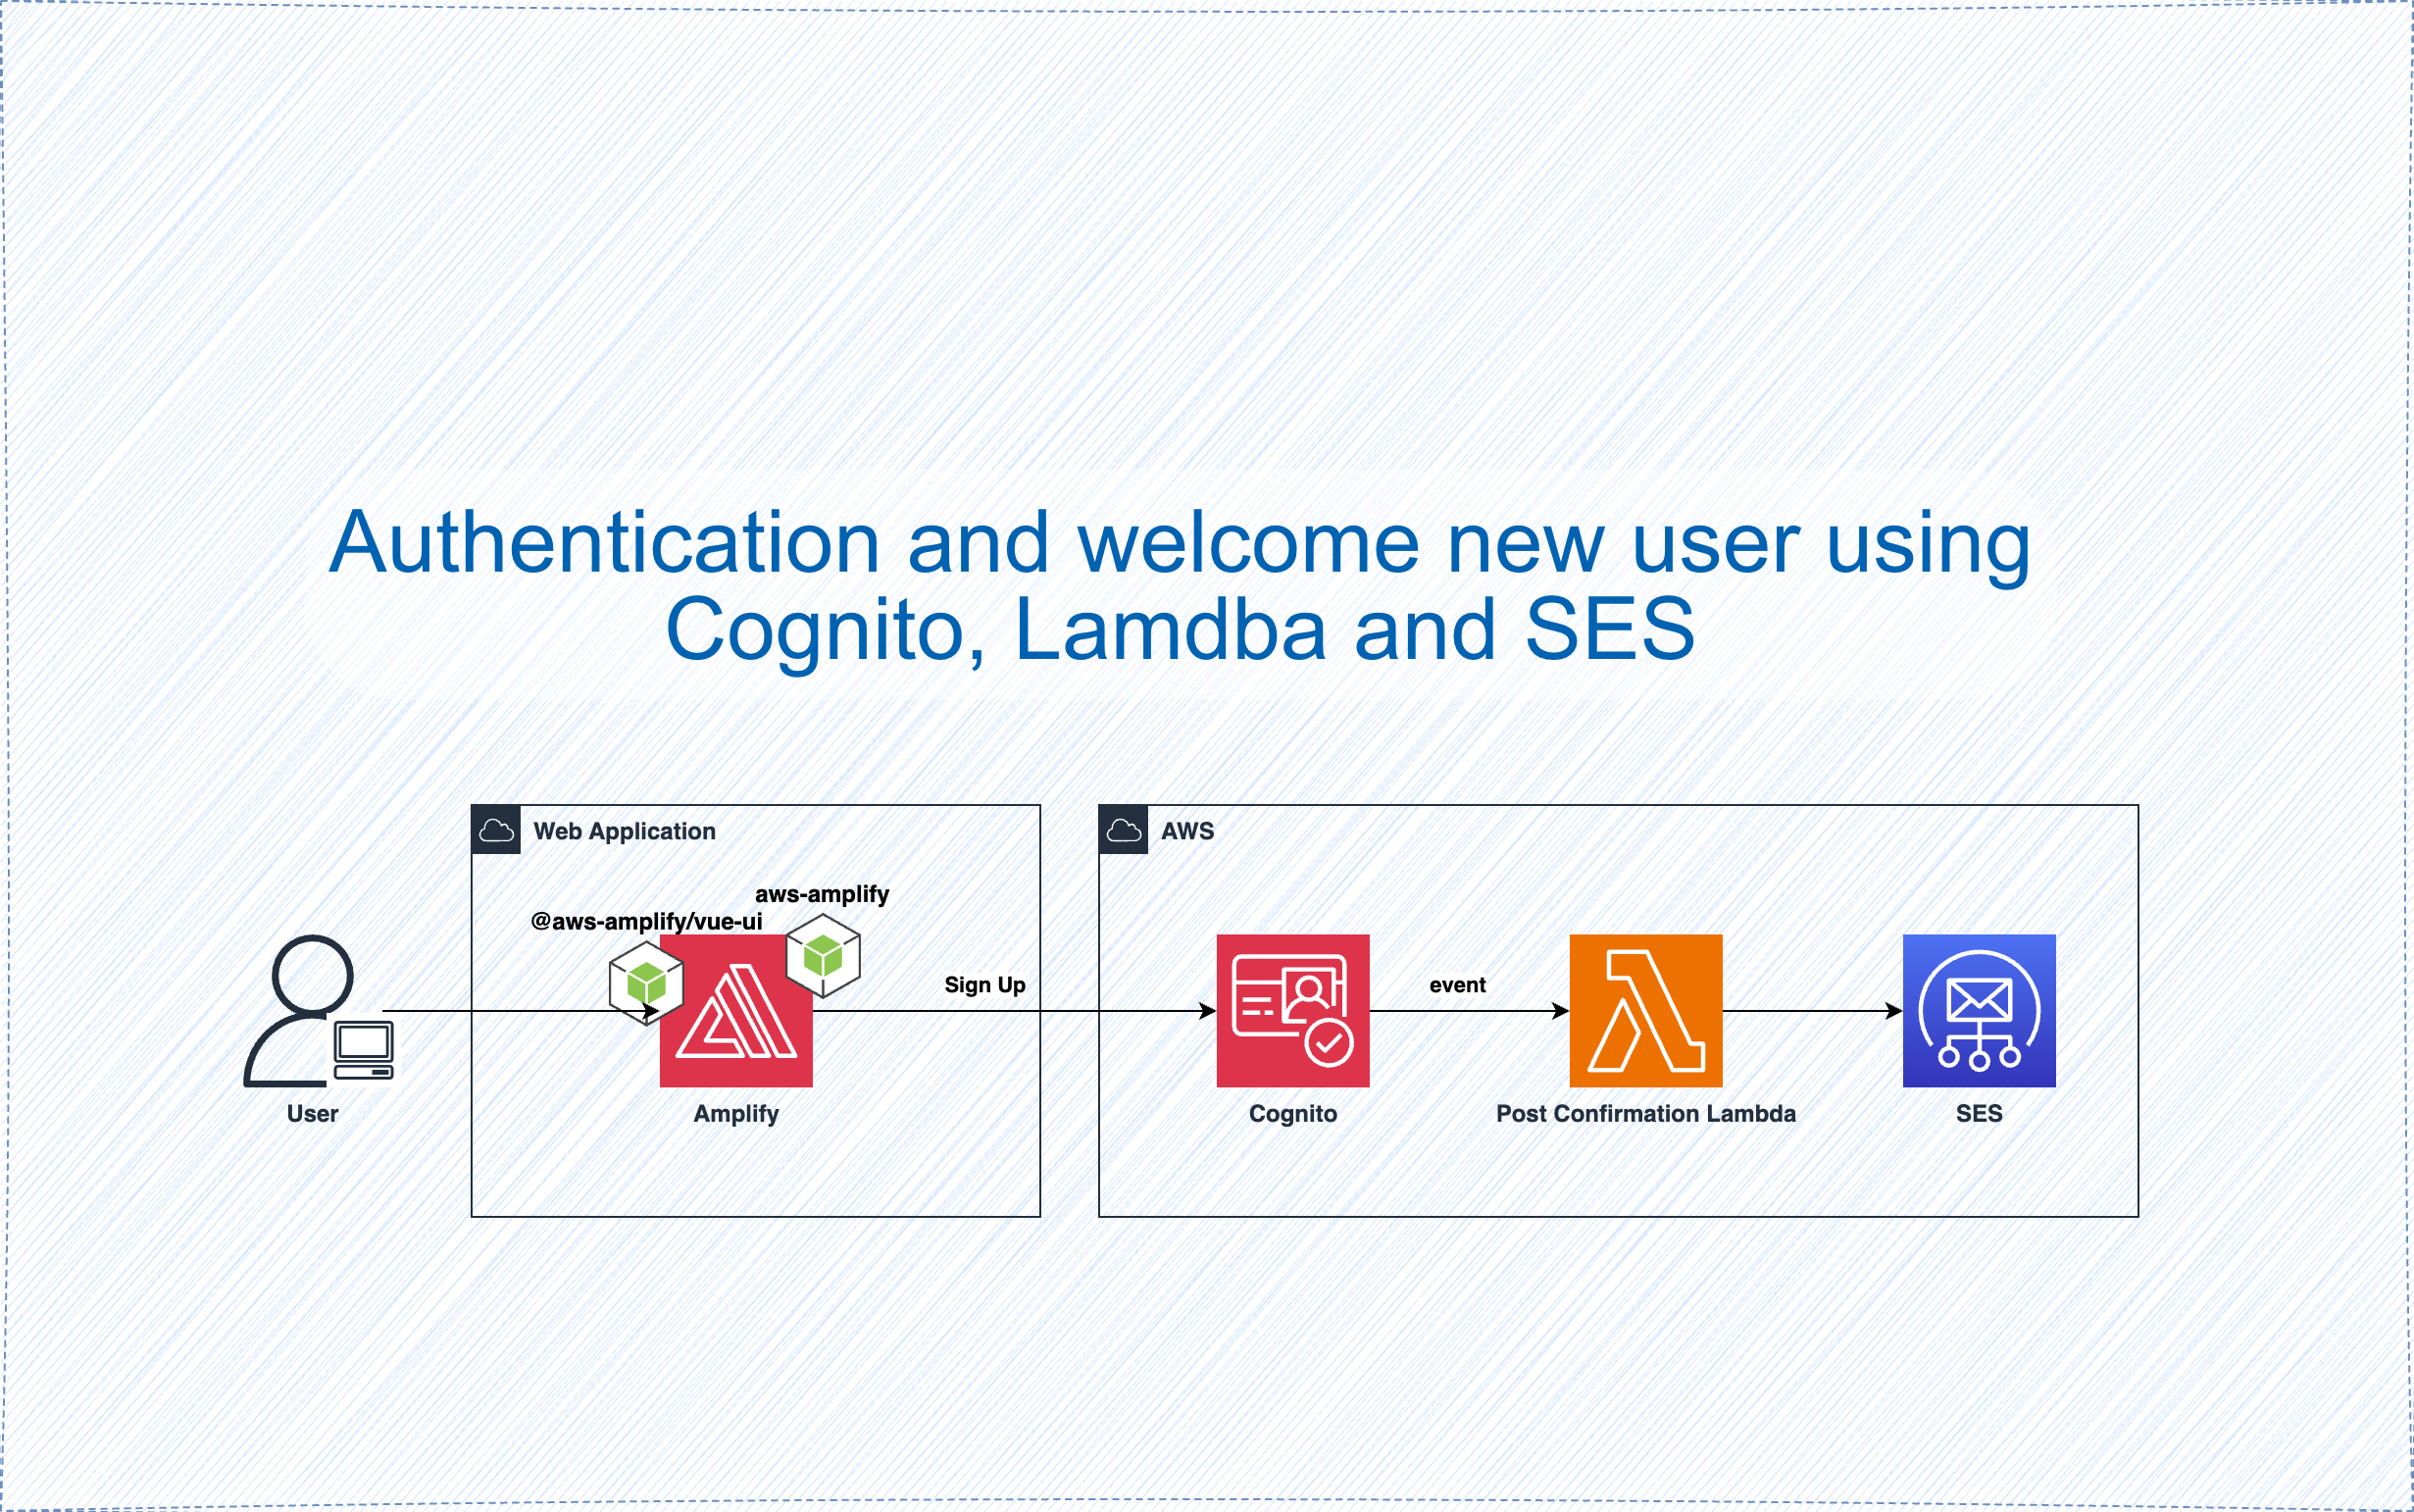 Authentication and welcome new user using
Cognito, Lamdba and SES
Web Application
AWS
aws-amplify
@aws-amplify/vue-ui
Sign Up
event
User
Amplify
Cognito
Post Confirmation Lambda
SES